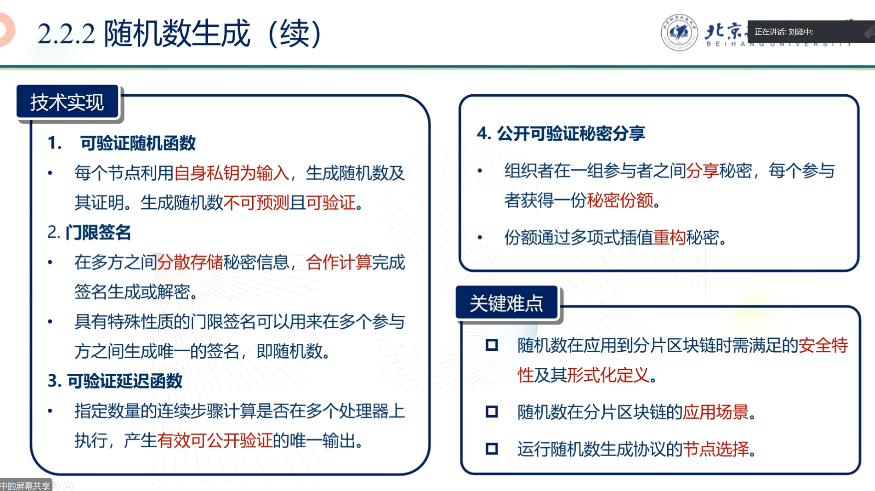 2.2.2 随机数生成（续）
正在讲话: 刘懿中;
BEIHANG UNIVERSITY
技术实现
1. 可验证随机函数
• 每个节点利用自身私钥为输入，生成随机数及
其证明。生成随机数不可预测且可验证。
2. 门限签名
• 在多方之间分散存储秘密信息，合作计算完成
签名生成或解密。
• 具有特殊性质的门限签名可以用来在多个参与
方之间生成唯一的签名，即随机数。
3. 可验证延迟函数
• 指定数量的连续步骤计算是否在多个处理器上
执行，产生有效可公开验证的唯一输出。
4. 公开可验证秘密分享
• 组织者在一组参与者之间分享秘密，每个参与
者获得一份秘密份额。
• 份额通过多项式插值重构秘密。
关键难点
随机数在应用到分片区块链时需满足的安全特
性及其形式化定义。
随机数在分片区块链的应用场景。
运行随机数生成协议的节点选择。
中的屏幕共享